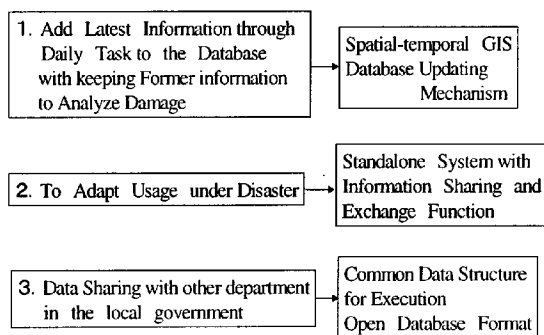 1. Add Latest Information through
Daily Task to the Database
with keeping Former information
to Analyze Damage
Spatial-temporal GIS
Database Updating
Mechanism
2. To Adapt Usage under Disaster
Standalone System with
Information Sharing and
Exchange Function
3. Data Sharing with other department
in the local government
Common Data Structure
for Execution
Open Database Format